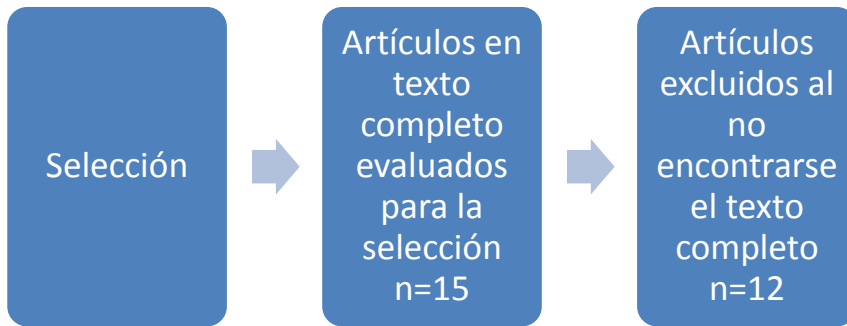 Selección
Artículos en
texto
completo
evaluados
para la
selección
n=15
Artículos
excluidos al
no
encontrarse
el texto
completo
n=12